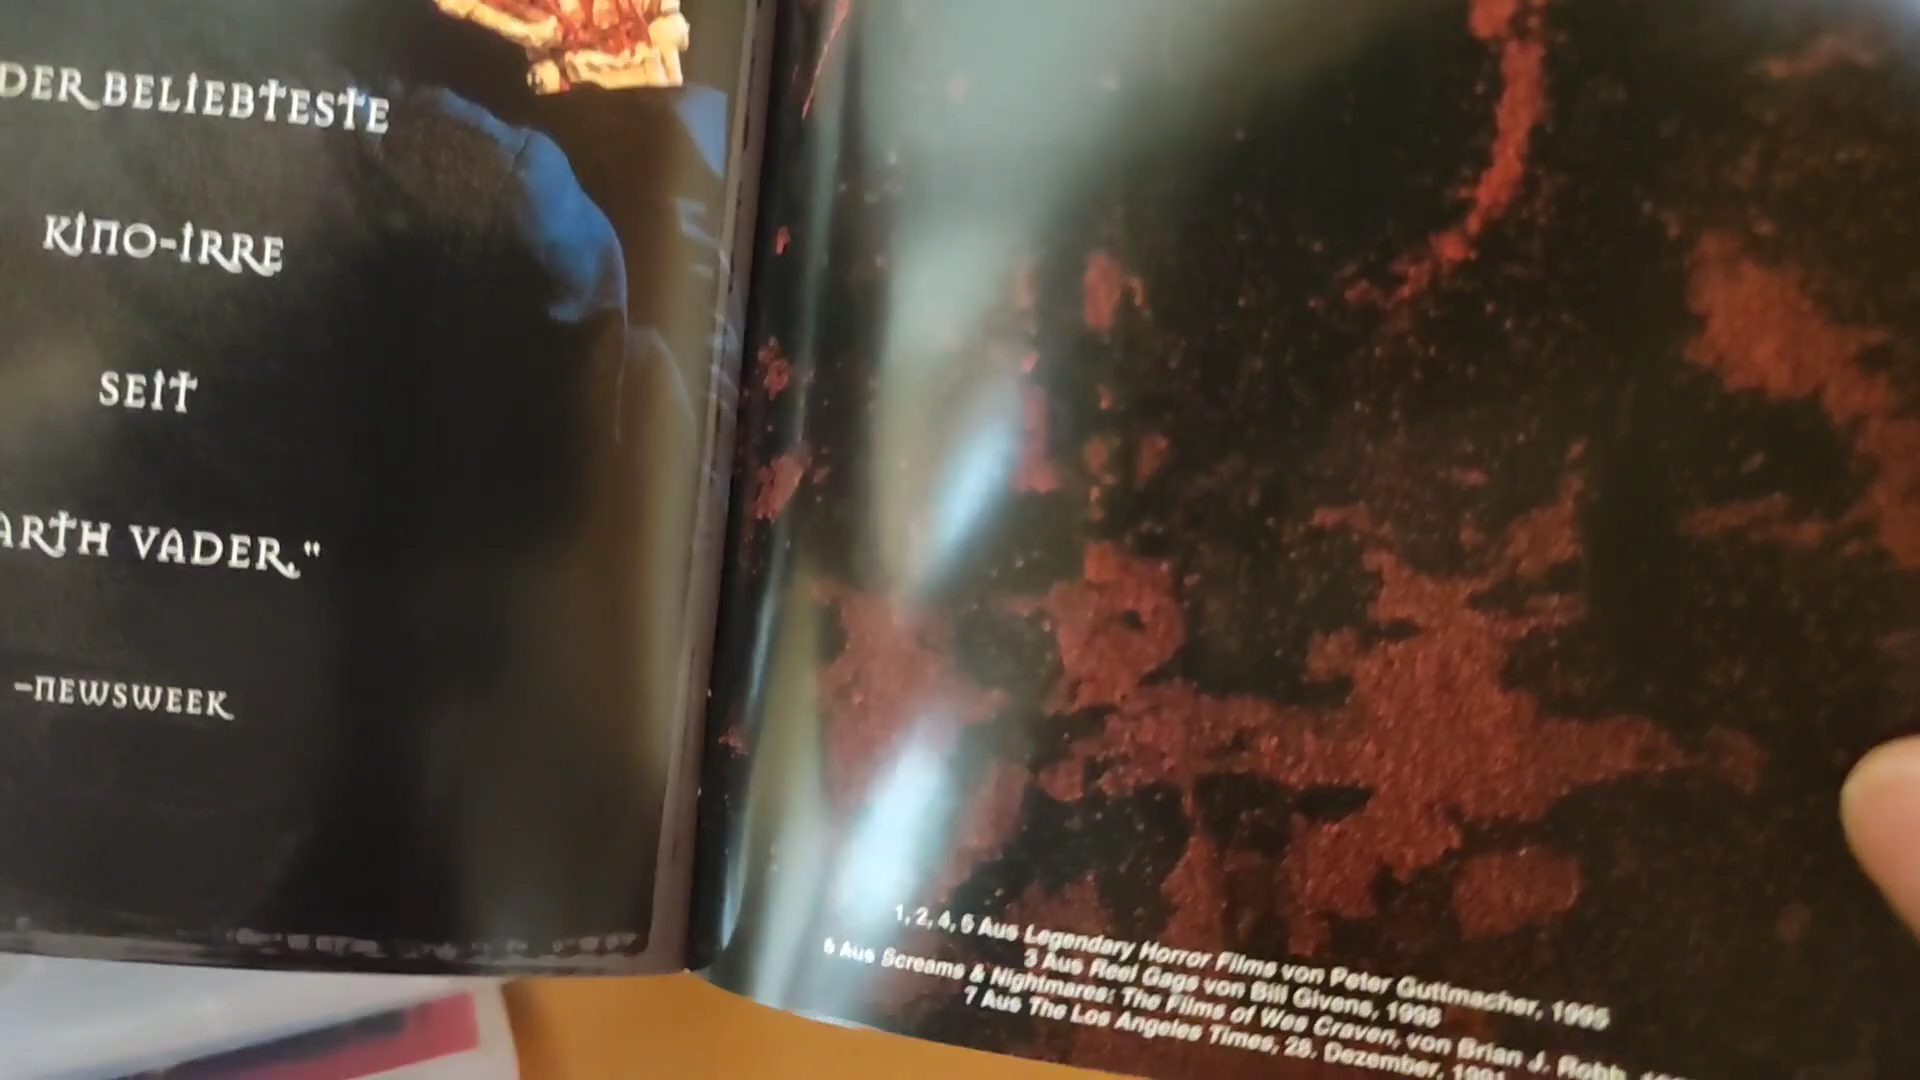 DER BELIEBTESTE
KINO-IRRE
SEIT
ARTH VADER."
–NEWSWEEK
1, 2, 4, 5 Aus Legendary Horror Films von Peter Guttmacher, 1995
3 Aus Reel Gags von Bill Givens, 1998
6 Aus Screams & Nightmares: The Films of Wes Craven, von Brian J. Robb,
7 Aus The Los Angeles Times, 28. Dezember, 1991